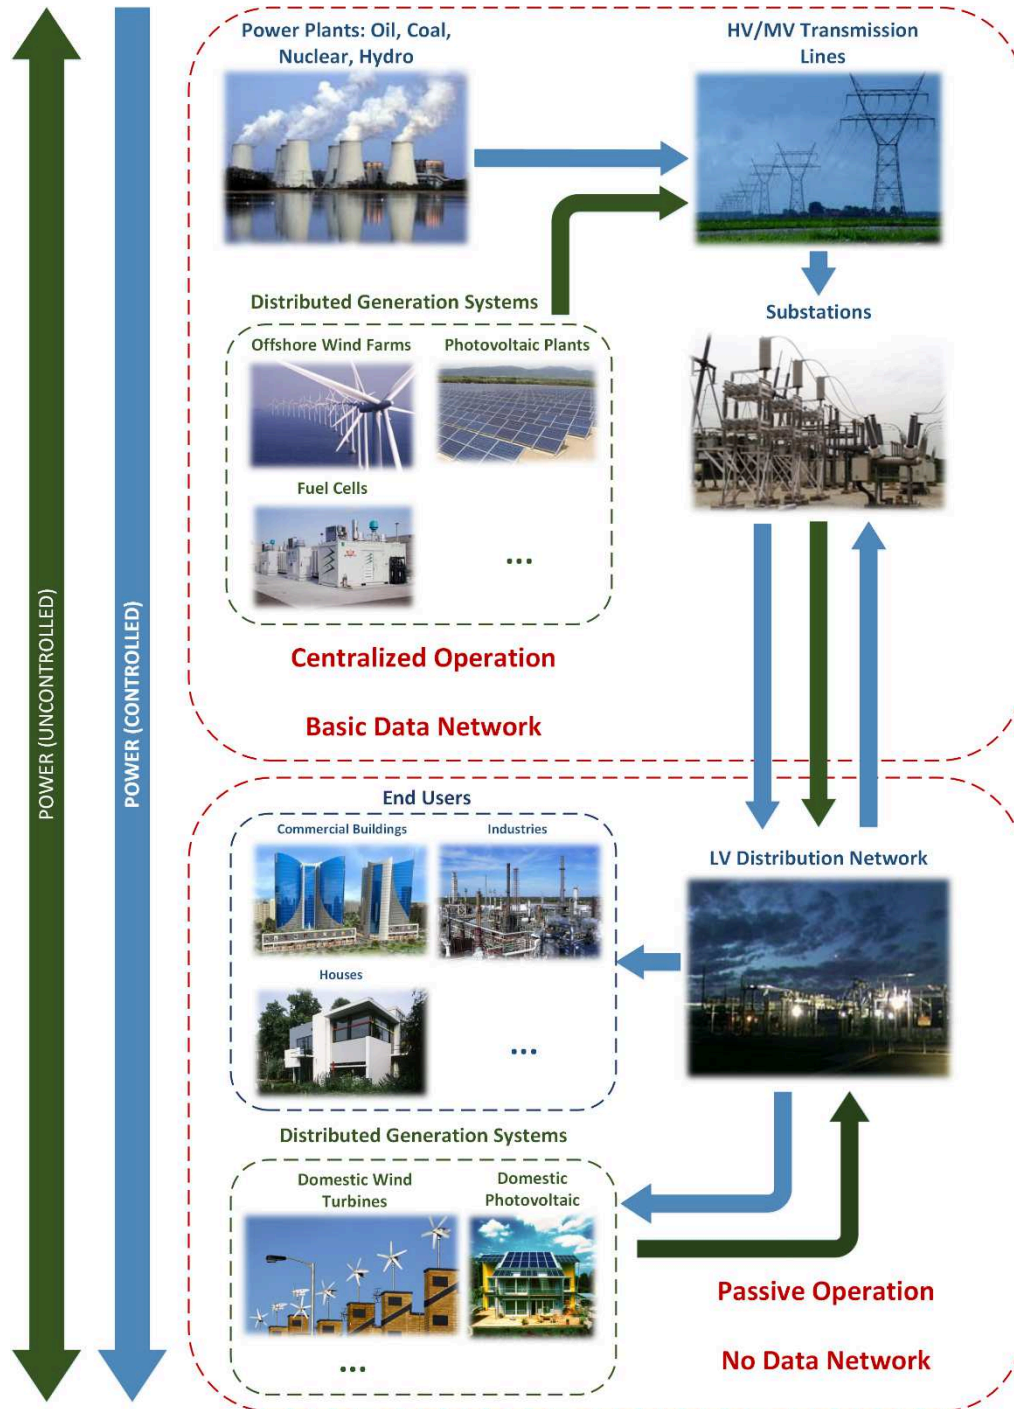 POWER (UNCONTROLLED)
POWER (CONTROLLED)
Power Plants: Oil, Coal,
Nuclear, Hydro
HV/MV Transmission
Lines
Distributed Generation Systems
Offshore Wind Farms
Photovoltaic Plants
Fuel Cells
...
Substations
Centralized Operation
Basic Data Network
End Users
Commercial Buildings
Industries
Houses
...
LV Distribution Network
Distributed Generation Systems
Domestic Wind
Turbines
Domestic
Photovoltaic
...
Passive Operation
No Data Network